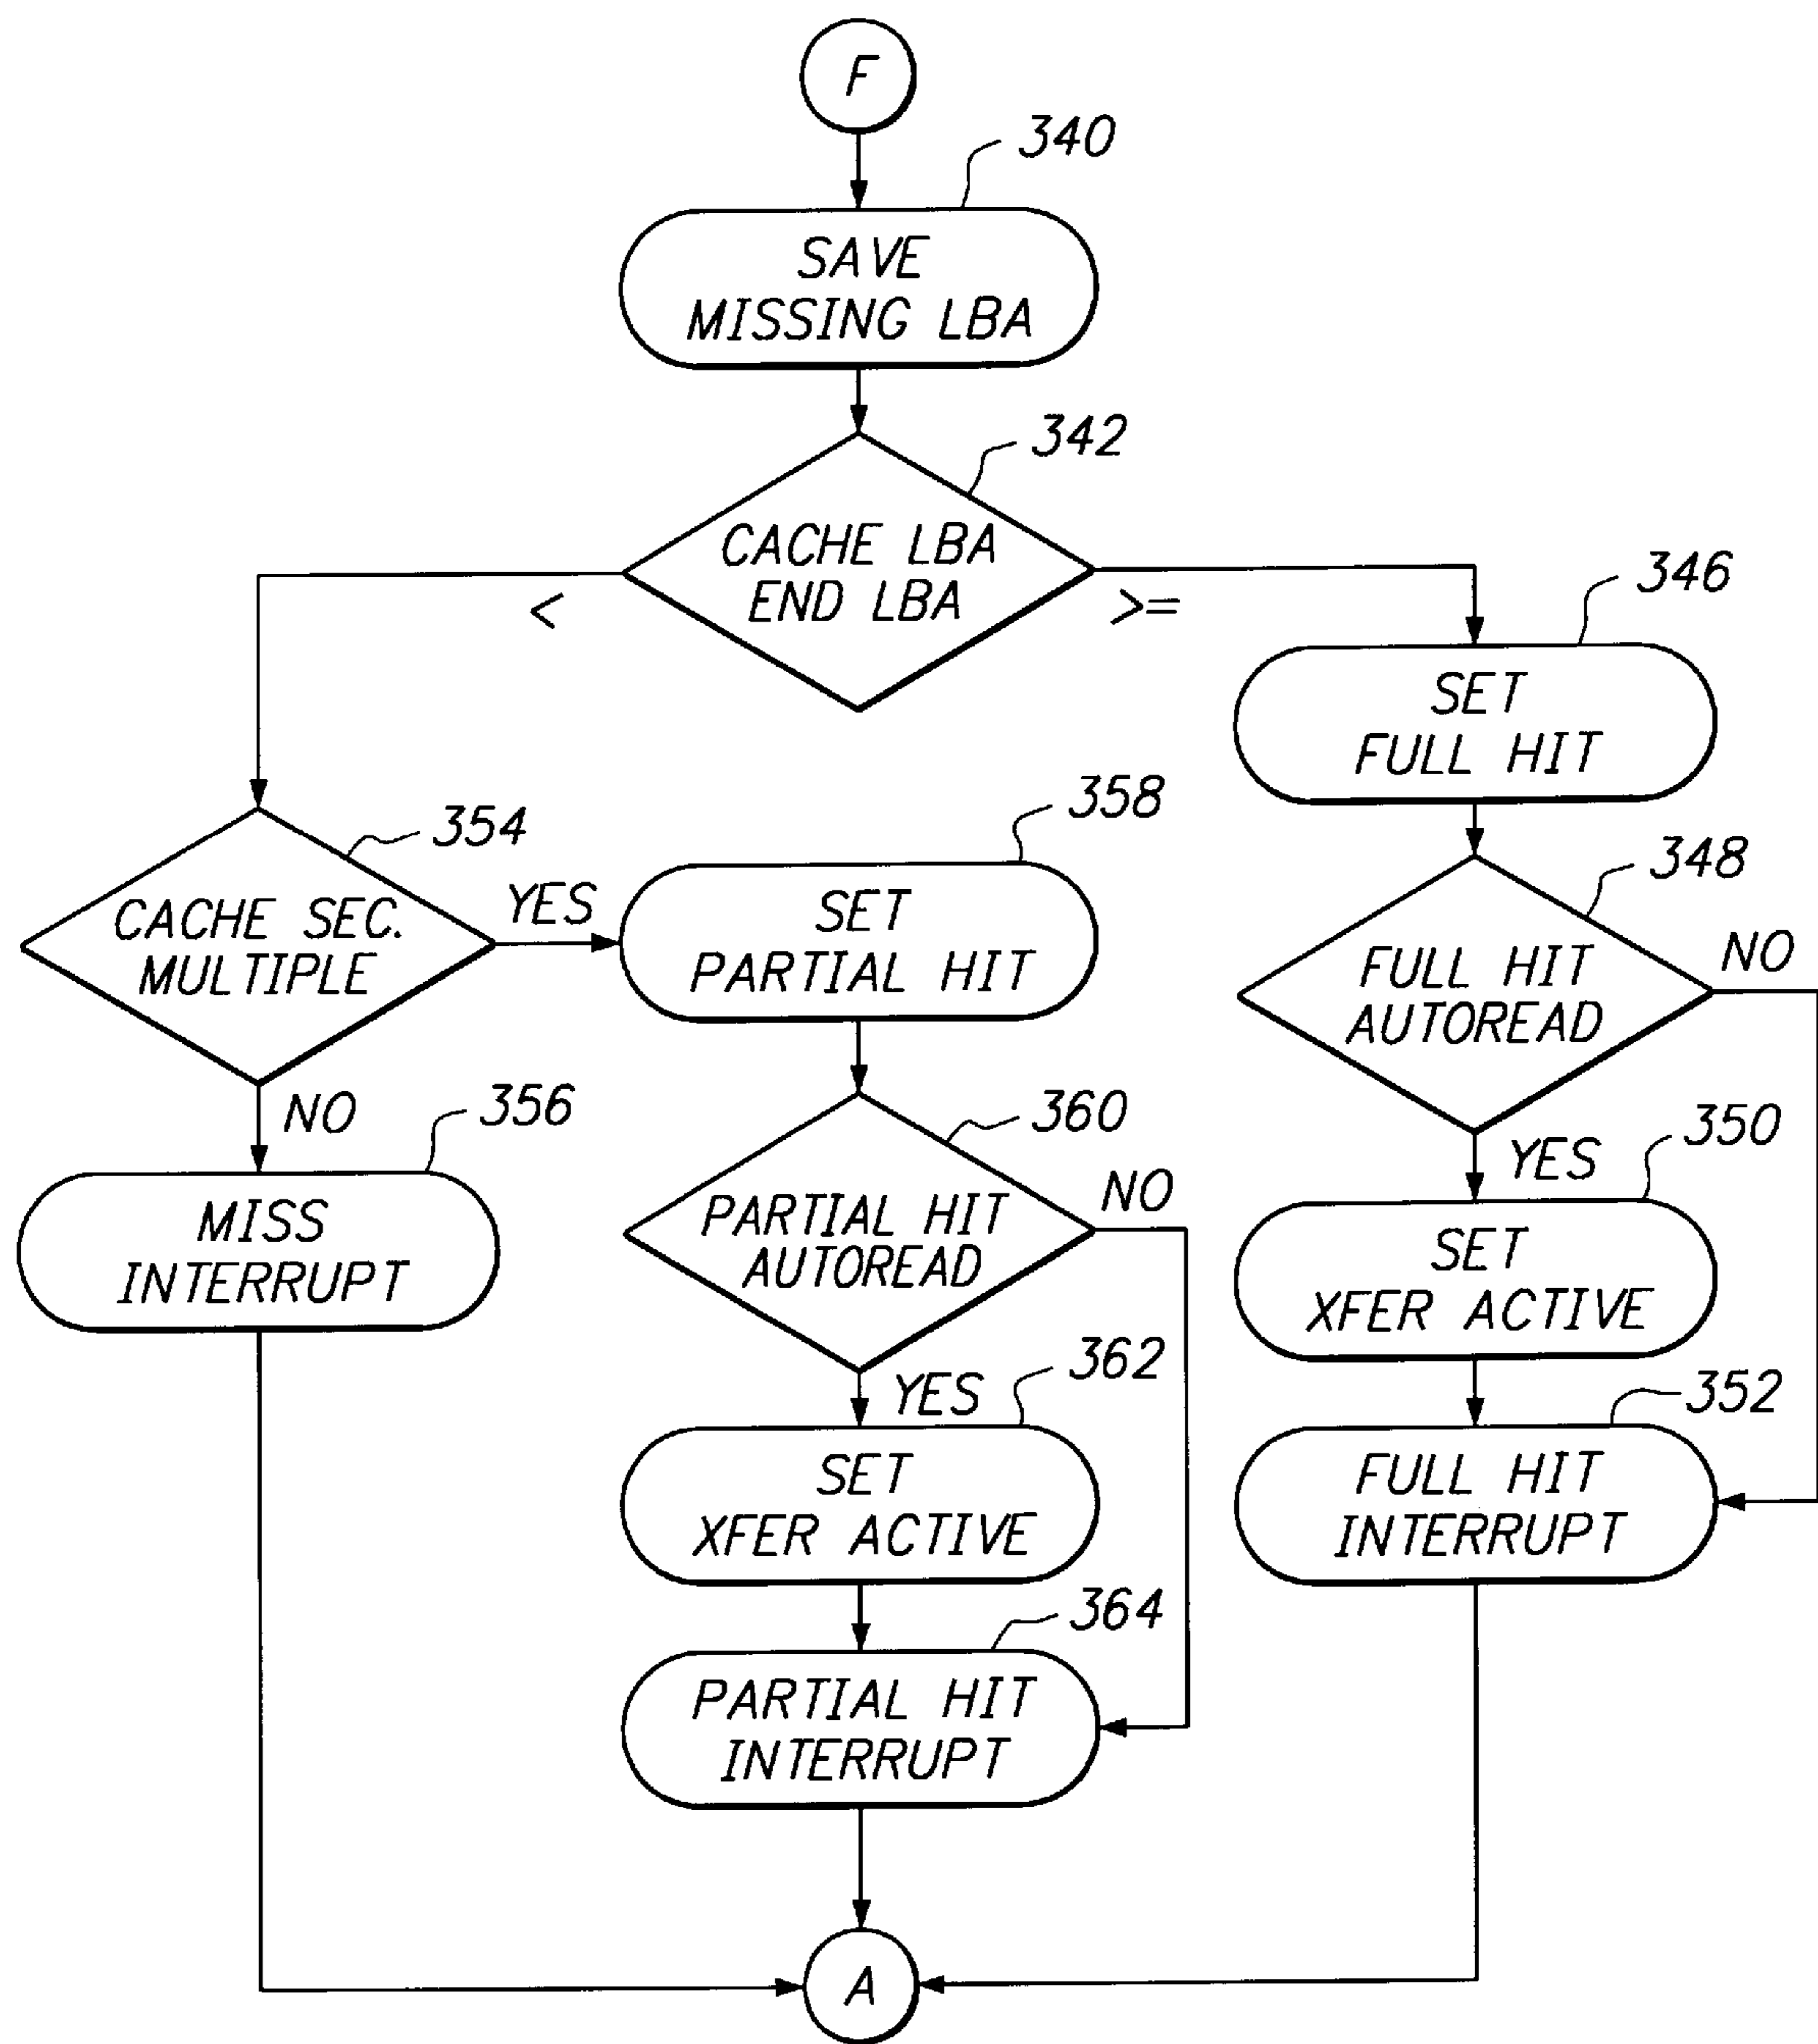 F
340
SAVE
MISSING LBA
342
CACHE LBA
END LBA
<
>=
346
SET
FULL HIT
354
CACHE SEC.
MULTIPLE
YES
358
SET
PARTIAL HIT
348
FULL HIT
AUTOREAD
NO
NO
356
MISS
INTERRUPT
360
PARTIAL HIT
AUTOREAD
NO
YES
350
SET
XFER ACTIVE
YES
362
SET
XFER ACTIVE
352
FULL HIT
INTERRUPT
364
PARTIAL HIT
INTERRUPT
A